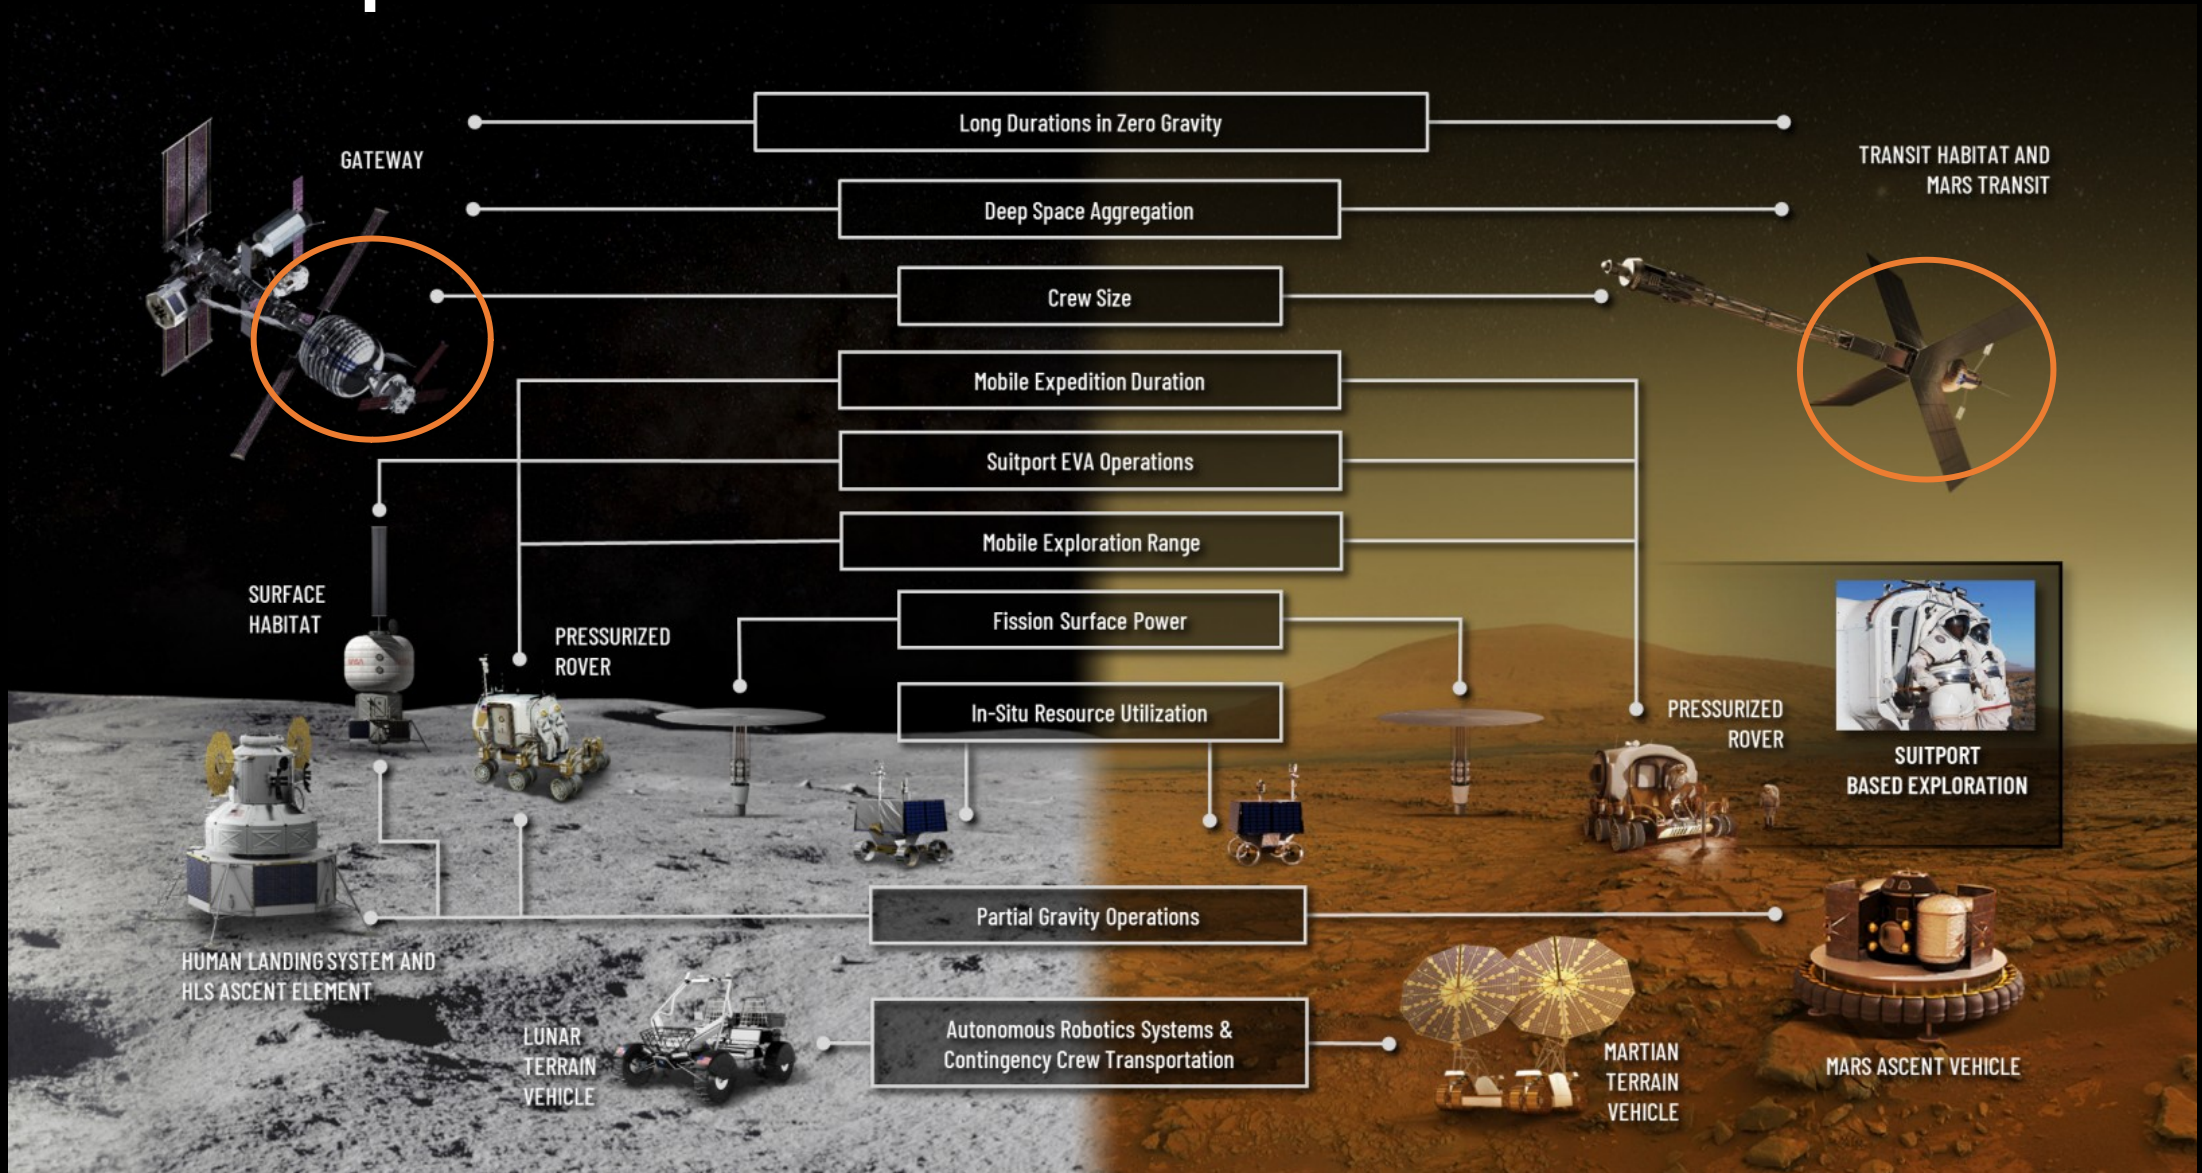 Long Durations in Zero Gravity
GATEWAY
TRANSIT HABITAT AND
MARS TRANSIT
Deep Space Aggregation
Crew Size
Mobile Expedition Duration
Suitport EVA Operations
Mobile Exploration Range
SURFACE
HABITAT
Fission Surface Power
PRESSURIZED
ROVER
In-Situ Resource Utilization
PRESSURIZED
ROVER
SUITPORT
BASED EXPLORATION
Partial Gravity Operations
HUMAN LANDING SYSTEM AND
HLS ASCENT ELEMENT
Autonomous Robotics Systems &
Contingency Crew Transportation
LUNAR
TERRAIN
VEHICLE
MARTIAN
TERRAIN
VEHICLE
MARS ASCENT VEHICLE